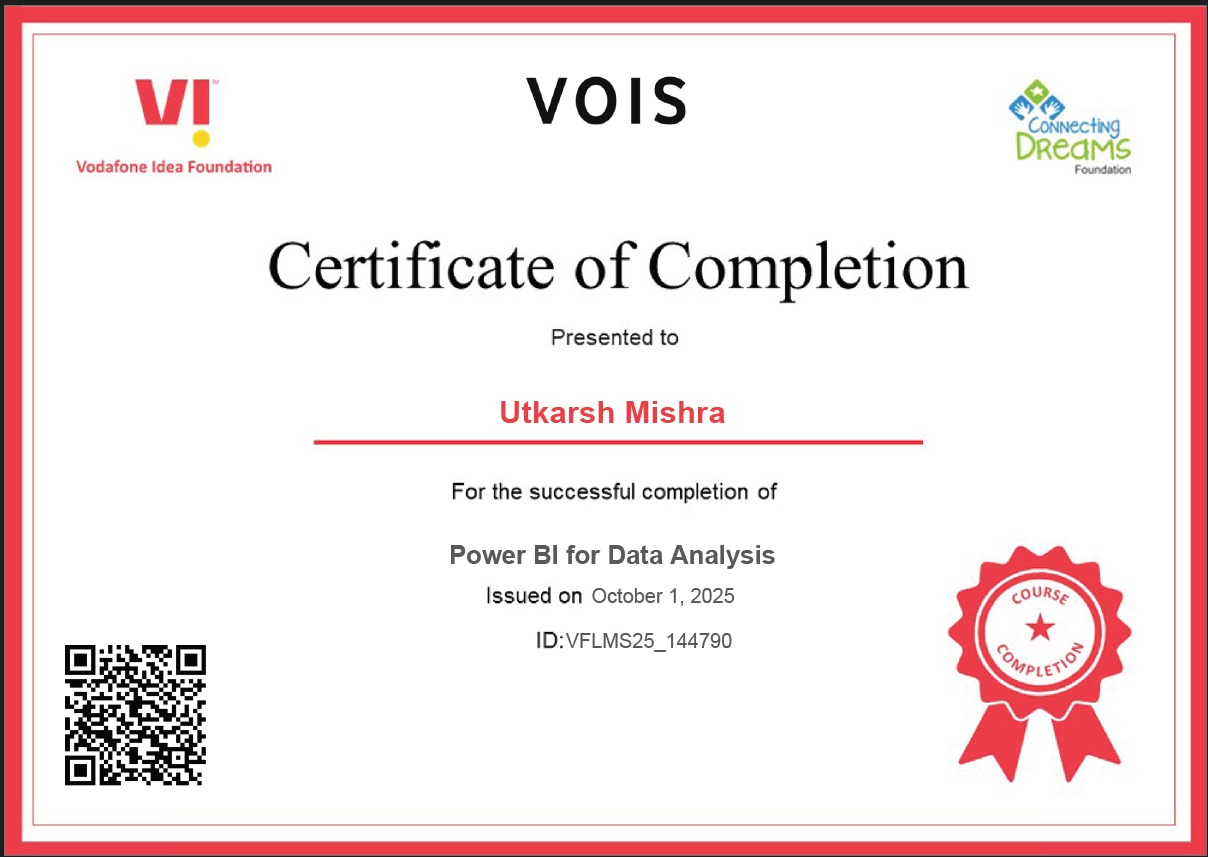 VI™
Vodafone Idea Foundation
VOIS
Connecting
Dreams
Foundation
Certificate of Completion
Presented to
Utkarsh Mishra
For the successful completion of
Power BI for Data Analysis
Issued on October 1, 2025
ID:VFLMS25_144790
COURSE
COMPLETION